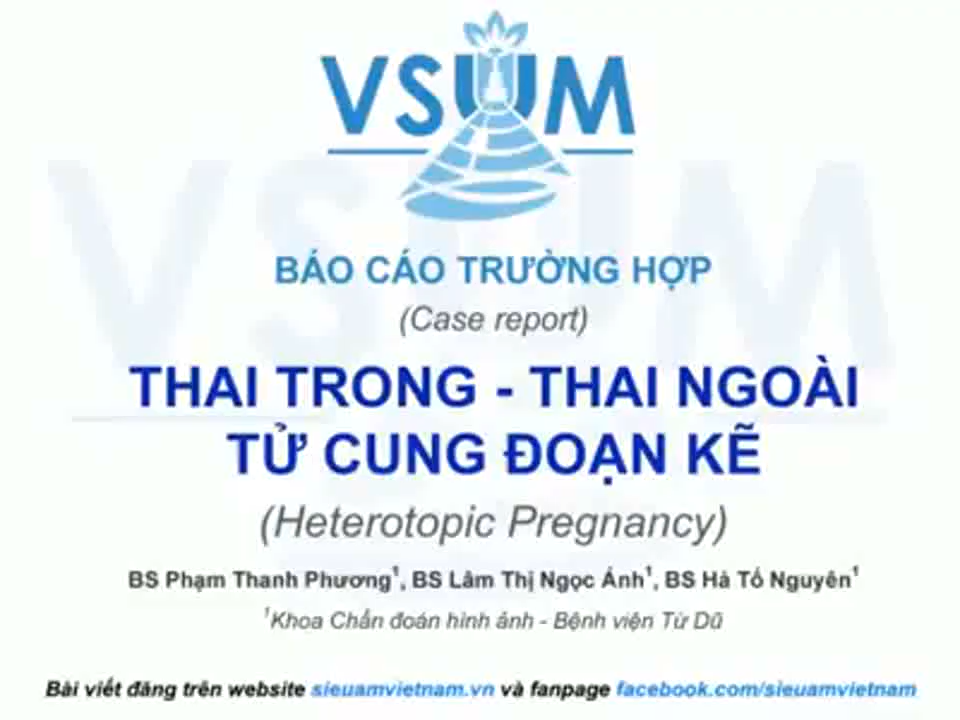 VSUM
BÁO CÁO TRƯỜNG HỢP
(Case report)
THAI TRONG - THAI NGOÀI
TỬ CUNG ĐOẠN KẼ
(Heterotopic Pregnancy)
BS Phạm Thanh Phương¹, BS Lâm Thị Ngọc Ánh¹, BS Hà Tố Nguyên¹
¹Khoa Chẩn đoán hình ảnh - Bệnh viện Từ Dũ
Bài viết đăng trên website sieuamvietnam.vn và fanpage facebook.com/sieuamvietnam